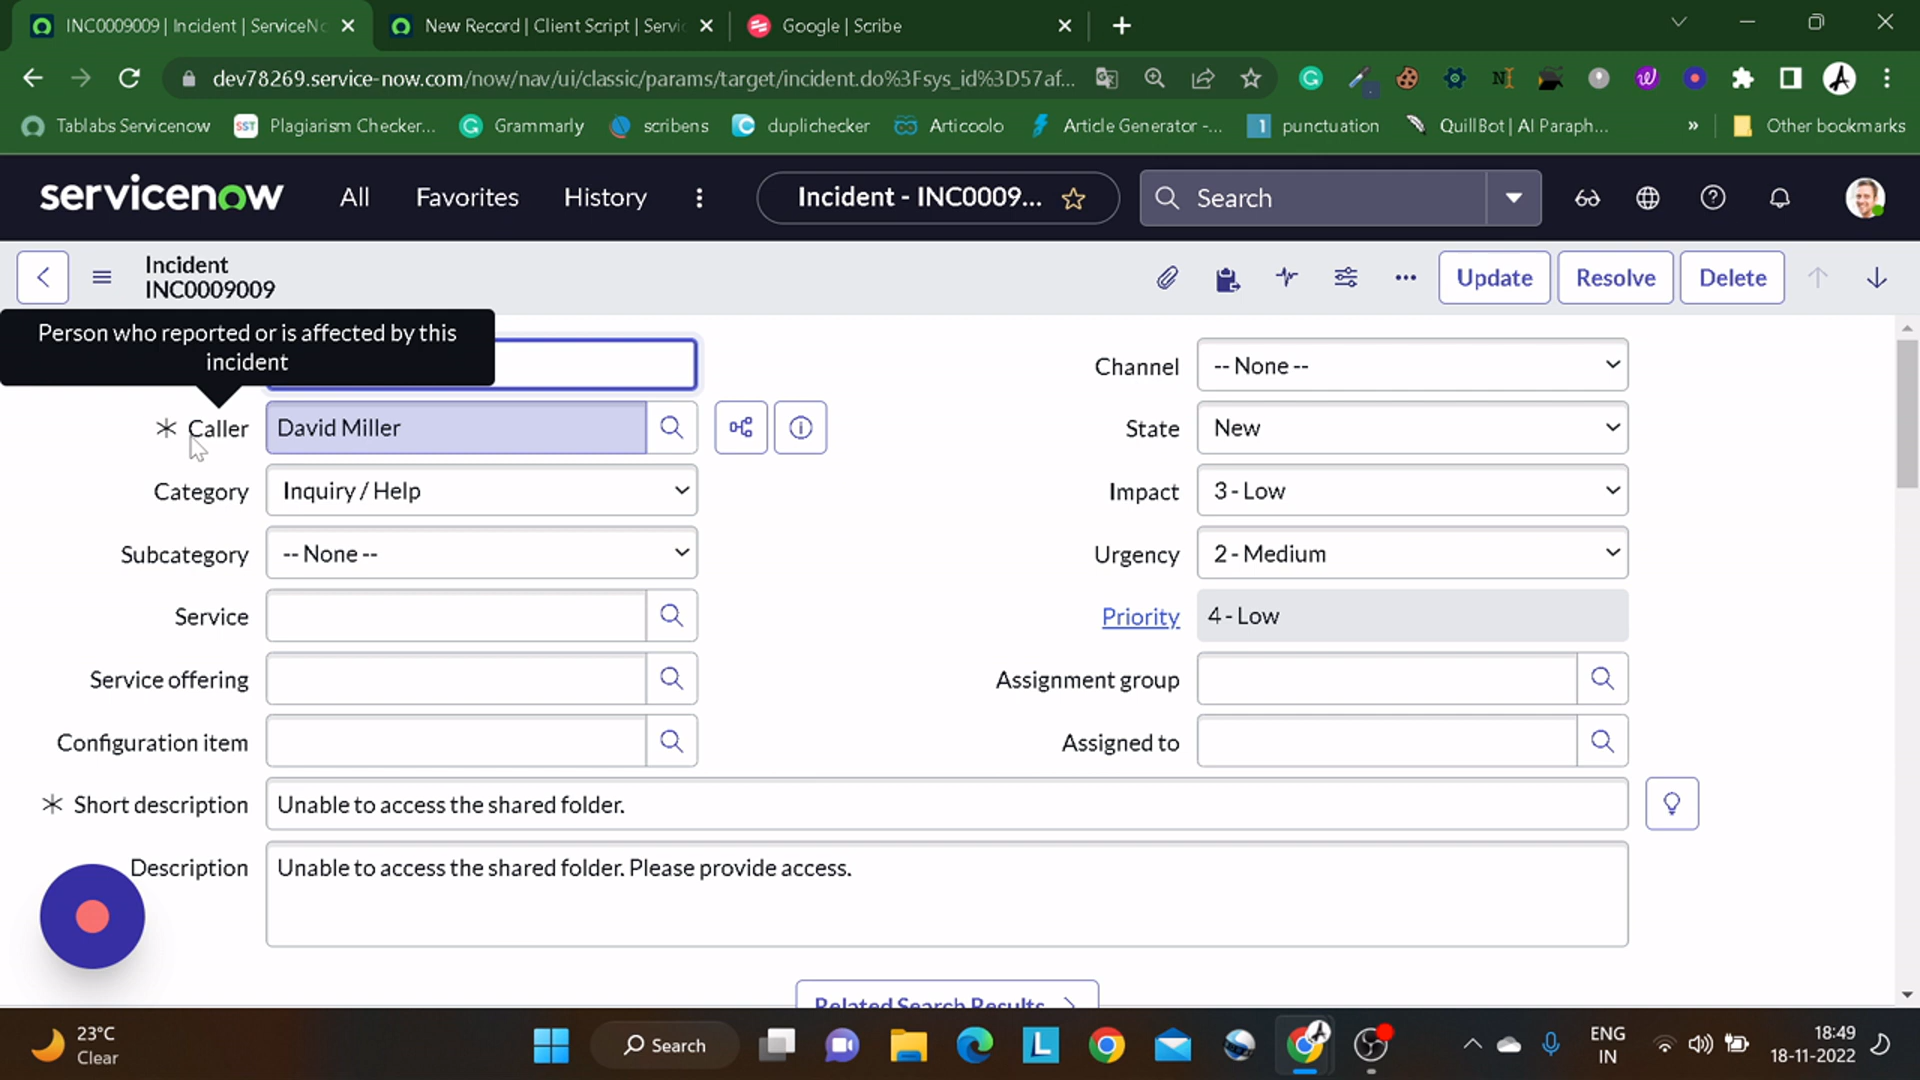 INC0009009 | Incident | ServiceNo
New Record | Client Script | Servic
Google | Scribe
dev78269.service-now.com/now/nav/ui/classic/params/target/incident.do%3Fsys_id%3D57af...
Tablabs Servicenow
SST
Plagiarism Checker...
Grammarly
scribens
duplichecker
Articoolo
Article Generator -...
1
punctuation
QuillBot | AI Paraph...
»
Other bookmarks
servicenow
All
Favorites
History
Incident - INC0009...
Search
Incident
INC0009009
Update
Resolve
Delete
Person who reported or is affected by this
incident
Channel
-- None --
* Caller
David Miller
State
New
Category
Inquiry / Help
Impact
3 - Low
Subcategory
-- None --
Urgency
2 - Medium
Service
Priority
4 - Low
Service offering
Assignment group
Configuration item
Assigned to
* Short description
Unable to access the shared folder.
Description
Unable to access the shared folder. Please provide access.
Related Search Results
23°C
Clear
Search
L
ENG
IN
18:49
18-11-2022